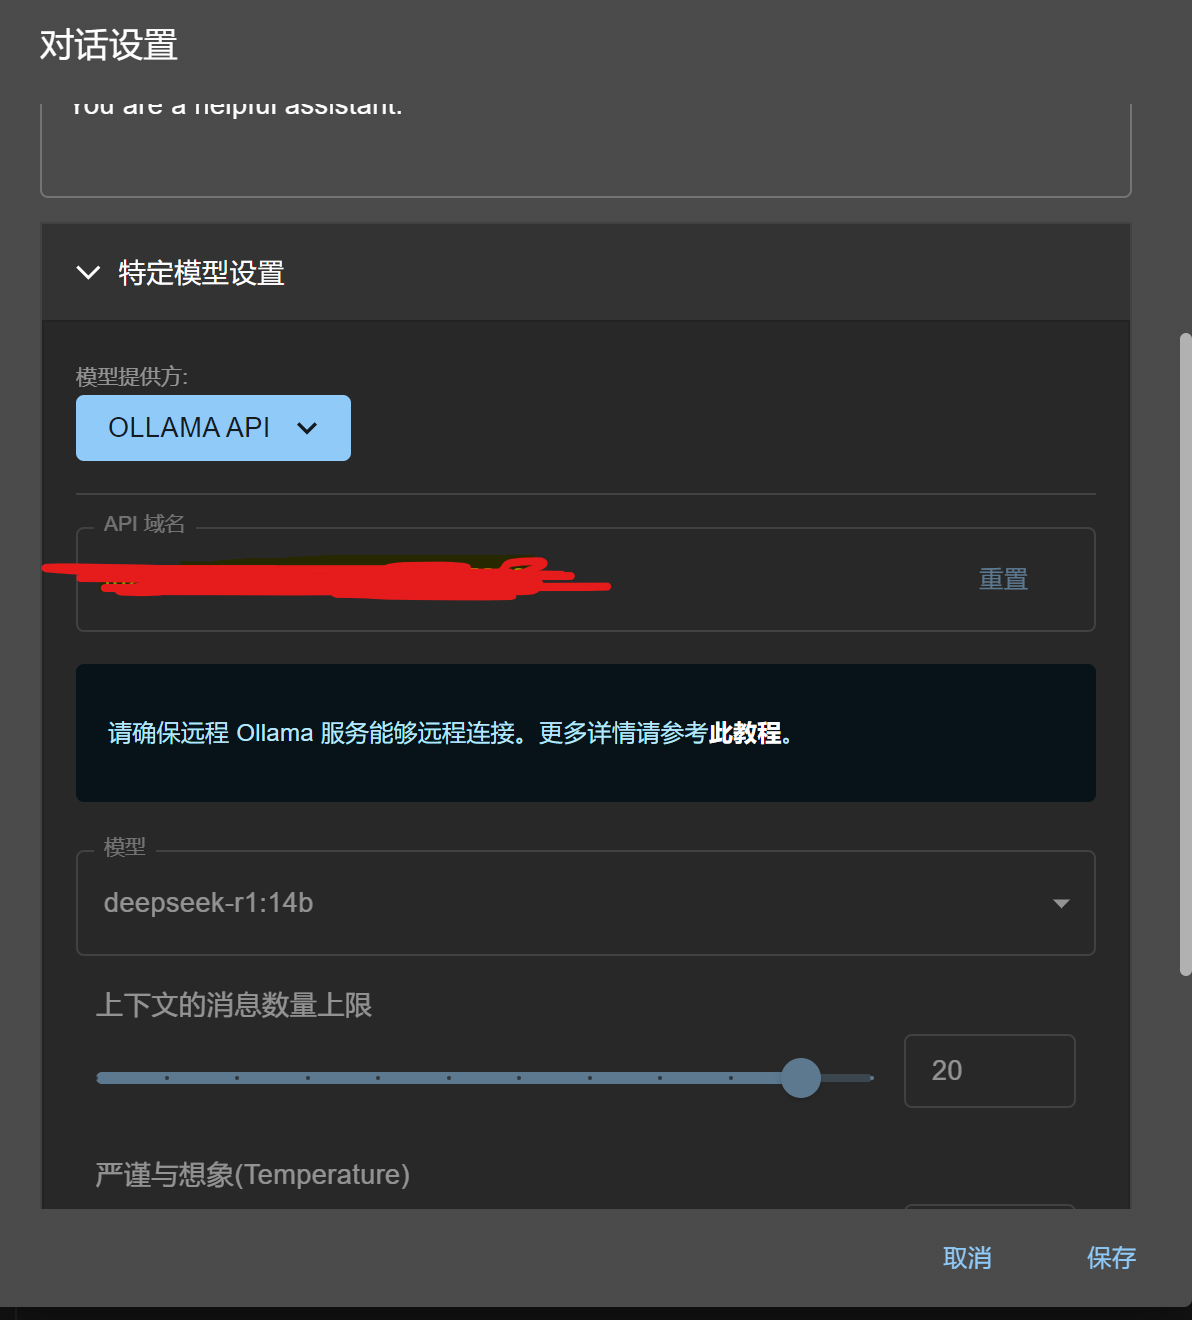 对话设置
You are a helpful assistant.
特定模型设置
模型提供方:
OLLAMA API
API 域名
重置
请确保远程 Ollama 服务能够远程连接。更多详情请参考此教程。
模型
deepseek-r1:14b
上下文的消息数量上限
20
严谨与想象(Temperature)
取消
保存